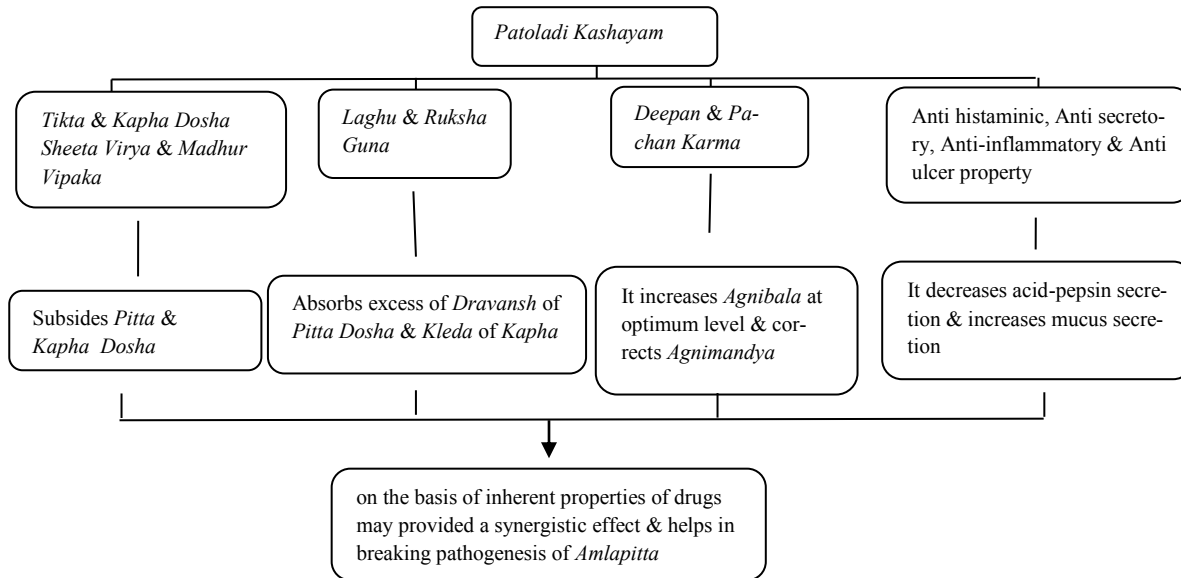 Patoladi Kashayam
Tikta & Kapha Dosha
Sheeta Virya & Madhur
Vipaka
Laghu & Ruksha
Guna
Deepan & Pa-
chan Karma
Anti histaminic, Anti secreto-
ry, Anti-inflammatory & Anti
ulcer property
Subsides Pitta &
Kapha Dosha
Absorbs excess of Dravansh of
Pitta Dosha & Kleda of Kapha
It increases Agnibala at
optimum level & cor-
rects Agnimandya
It decreases acid-pepsin secre-
tion & increases mucus secre-
tion
on the basis of inherent properties of drugs
may provided a synergistic effect & helps in
breaking pathogenesis of Amlapitta